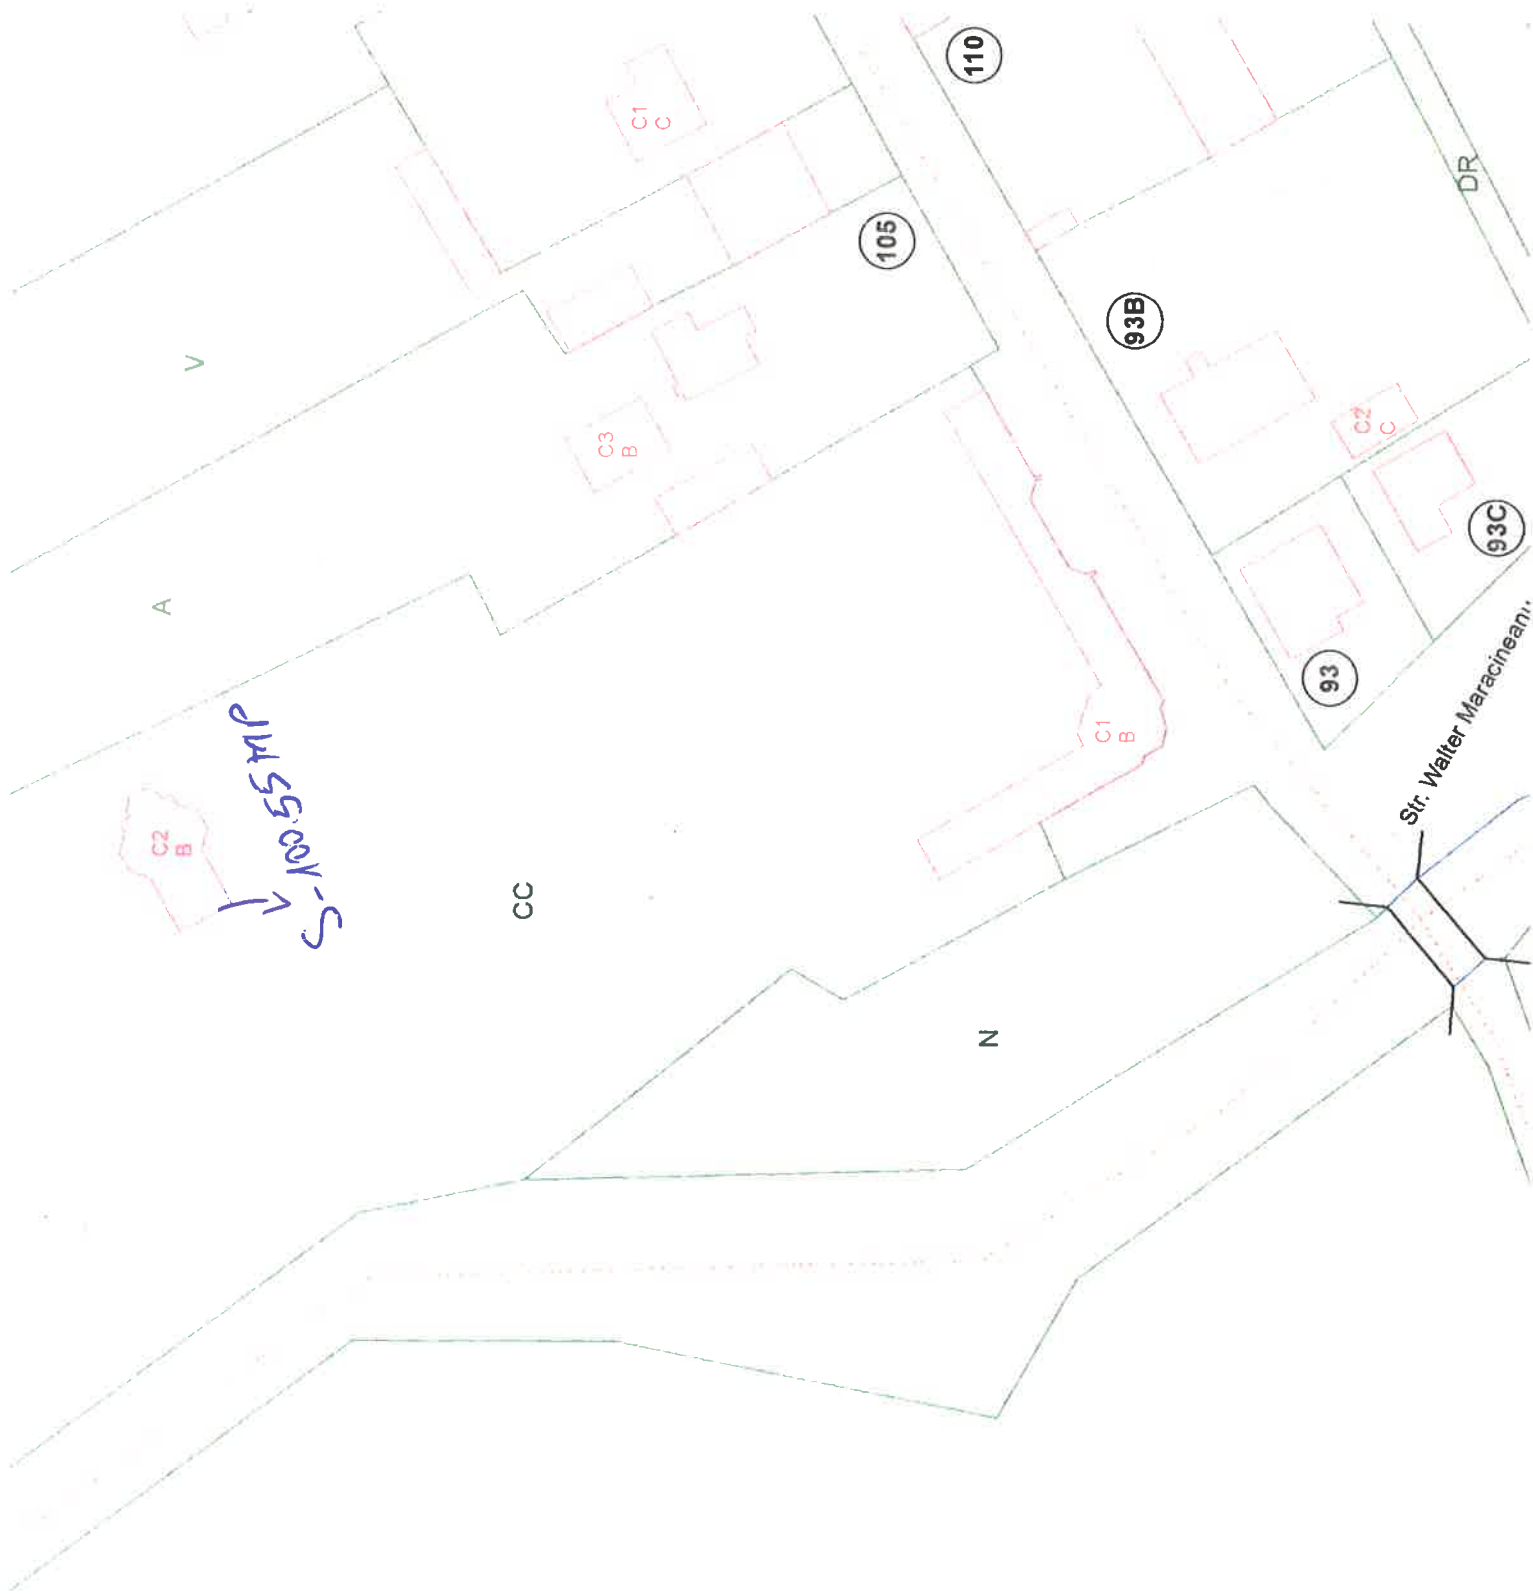 110
C1
C
DR
105
V
93B
A
C3
B
C2
C
93C
93
Str. Walter Maracineanu
C1
B
C2
B
S-100.55 MP
CC
N